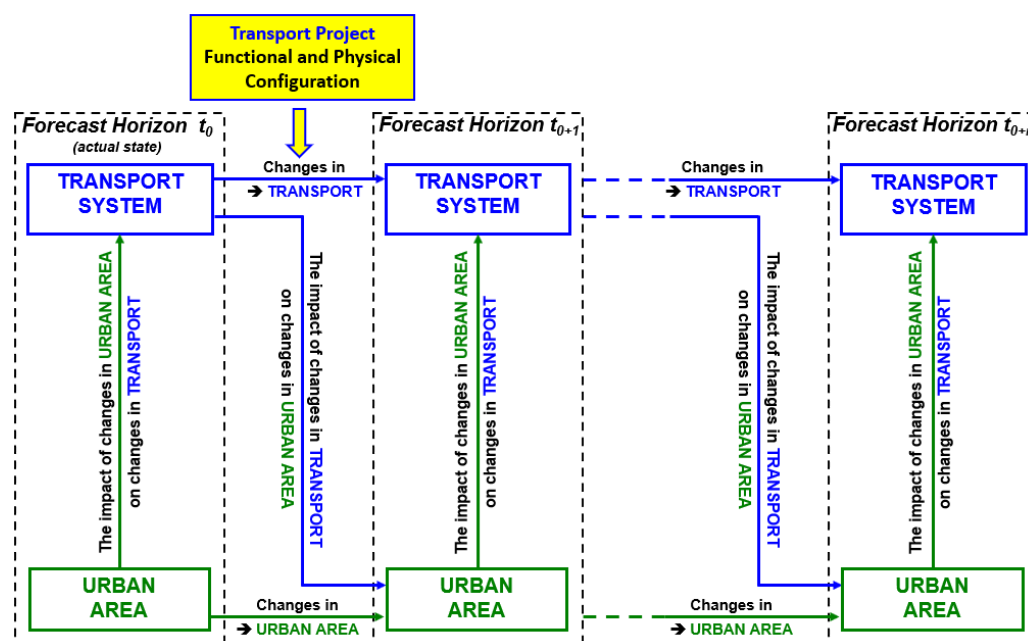 Transport Project
Functional and Physical
Configuration
Forecast Horizon t0
(actual state)
Forecast Horizon t0+1
Forecast Horizon t0+
TRANSPORT
SYSTEM
Changes in
➔ TRANSPORT
TRANSPORT
SYSTEM
Changes in
➔ TRANSPORT
TRANSPORT
SYSTEM
The impact of changes in URBAN AREA
on changes in TRANSPORT
The impact of changes in TRANSPORT
on changes in URBAN AREA
The impact of changes in URBAN AREA
on changes in TRANSPORT
The impact of changes in TRANSPORT
on changes in URBAN AREA
The impact of changes in URBAN AREA
on changes in TRANSPORT
URBAN
AREA
Changes in
➔ URBAN AREA
URBAN
AREA
Changes in
➔ URBAN AREA
URBAN
AREA